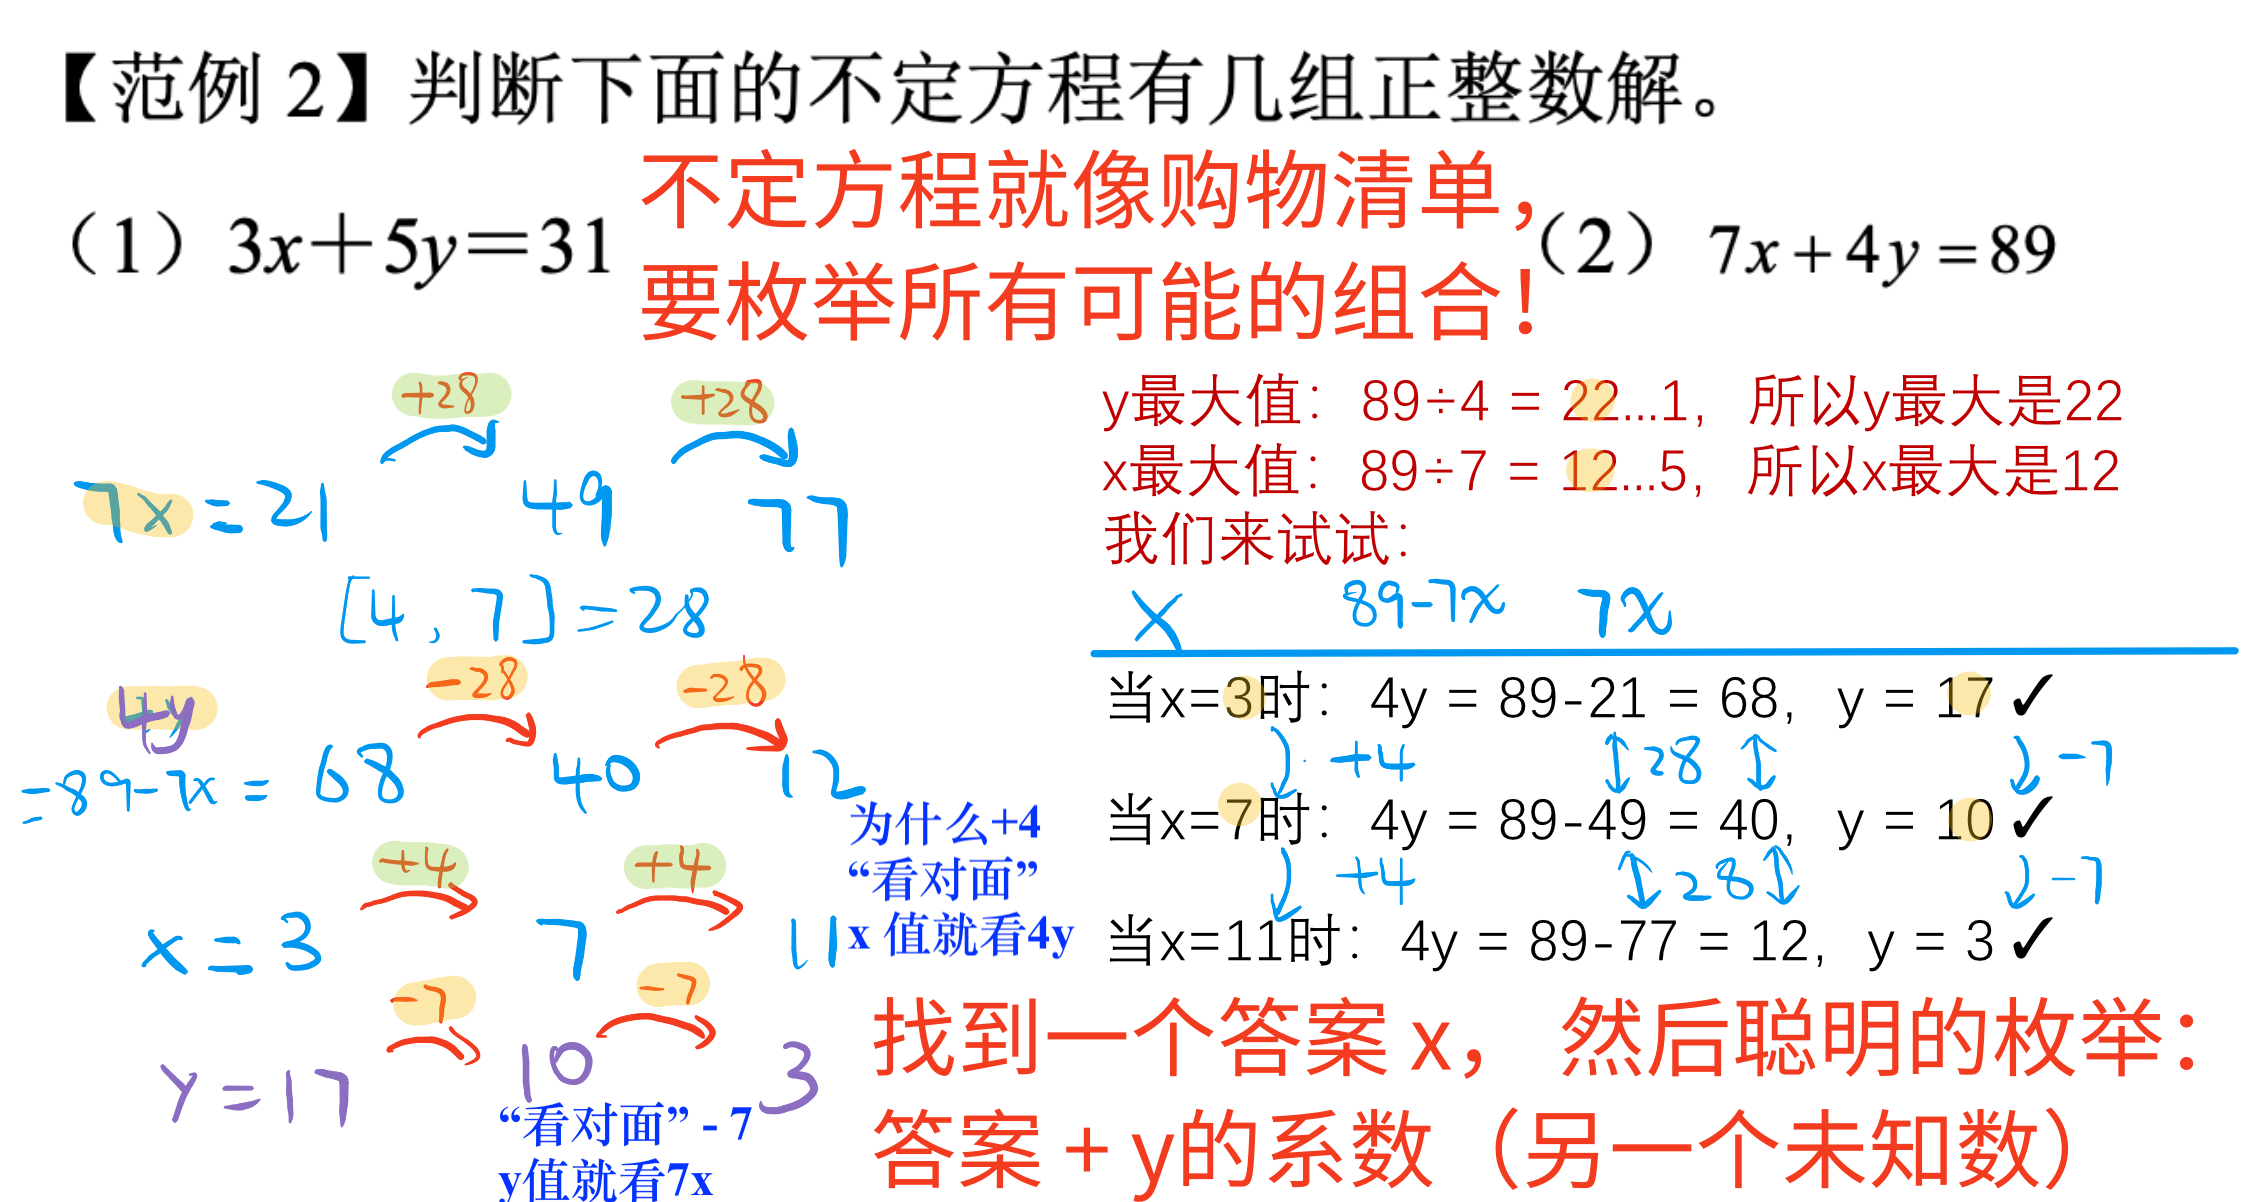 【范例 2】判断下面的不定方程有几组正整数解。
不定方程就像购物清单，
要枚举所有可能的组合！
（1）3x＋5y＝31
（2） 7x + 4y = 89
y最大值：89÷4 = 22...1，所以y最大是22
x最大值：89÷7 = 12...5，所以x最大是12
我们来试试：
x 89-7x 7x
当x=3时：4y = 89-21 = 68，y = 17 ✓
+4 28 -7
当x=7时：4y = 89-49 = 40，y = 10 ✓
+4 28 -7
当x=11时：4y = 89-77 = 12，y = 3 ✓
+28 +28
7x = 21 49 77
[4, 7] = 28
-28 -28
4y
=89-7x = 68 40 12
+4 +4
x = 3 7 11
-7 -7
y = 17 10 3
为什么+4
“看对面”
x 值就看4y
“看对面” - 7
y值就看7x
找到一个答案 x， 然后聪明的枚举：
答案 + y的系数（另一个未知数）